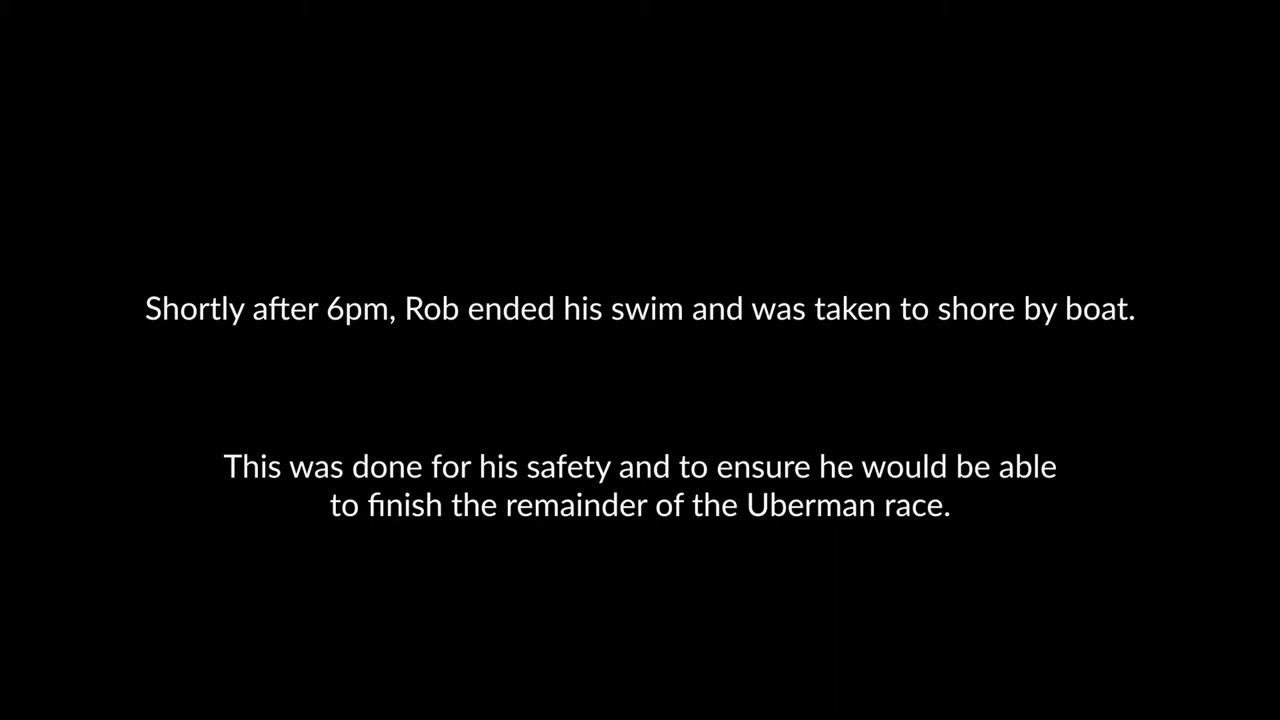 Shortly after 6pm, Rob ended his swim and was taken to shore by boat.
This was done for his safety and to ensure he would be able
to finish the remainder of the Uberman race.